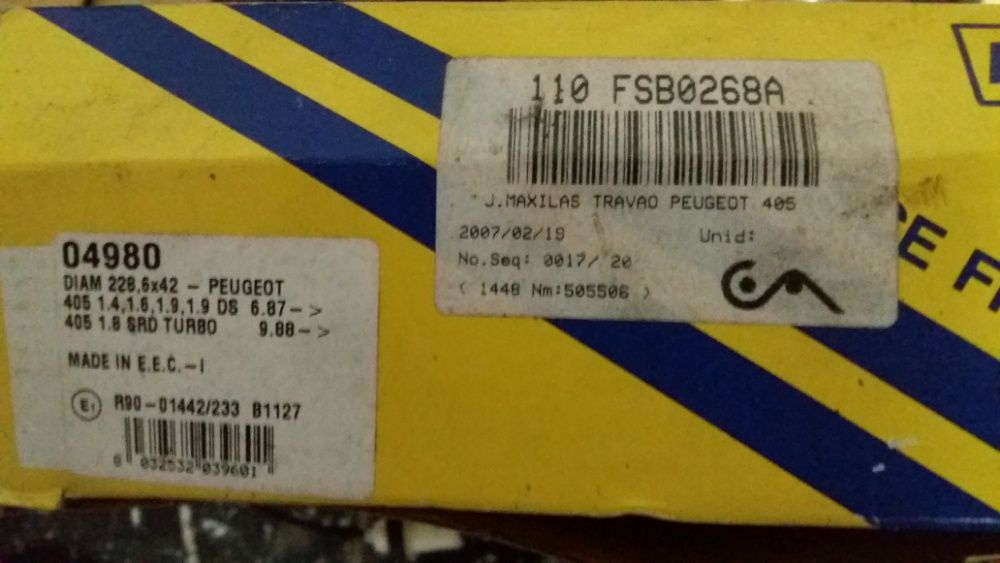 110 FSB0268A
J.MAXILAS TRAVAO PEUGEOT 405
2007/02/19 Unid:
No.Seq: 0017/ 20
( 1448 Nm:505506 )
04980
DIAM 228,6x42 - PEUGEOT
405 1.4,1.6,1.9,1.9 DS 6.87->
405 1.8 SRD TURBO 9.88->
MADE IN E.E.C.-I
E1 R90-01442/233 B1127
8 032532 039601